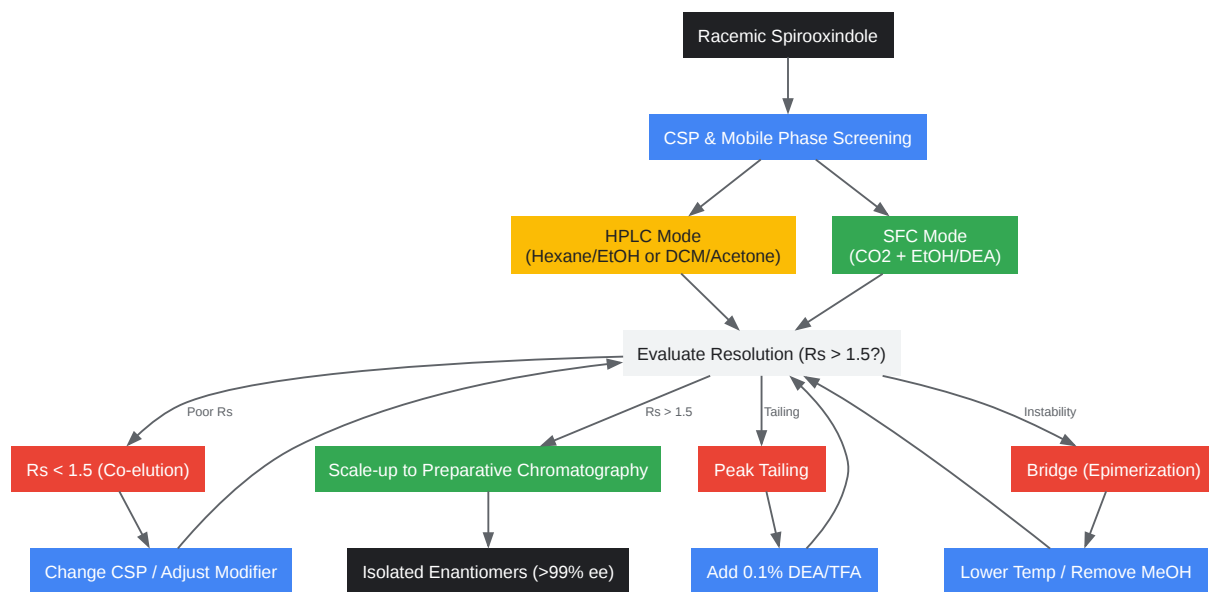 Racemic Spirooxindole
CSP & Mobile Phase Screening
HPLC Mode
(Hexane/EtOH or DCM/Acetone)
SFC Mode
(CO2 + EtOH/DEA)
Evaluate Resolution (Rs > 1.5?)
Poor Rs
Rs > 1.5
Tailing
Instability
Rs < 1.5 (Co-elution)
Scale-up to Preparative Chromatography
Peak Tailing
Bridge (Epimerization)
Change CSP / Adjust Modifier
Isolated Enantiomers (>99% ee)
Add 0.1% DEA/TFA
Lower Temp / Remove MeOH